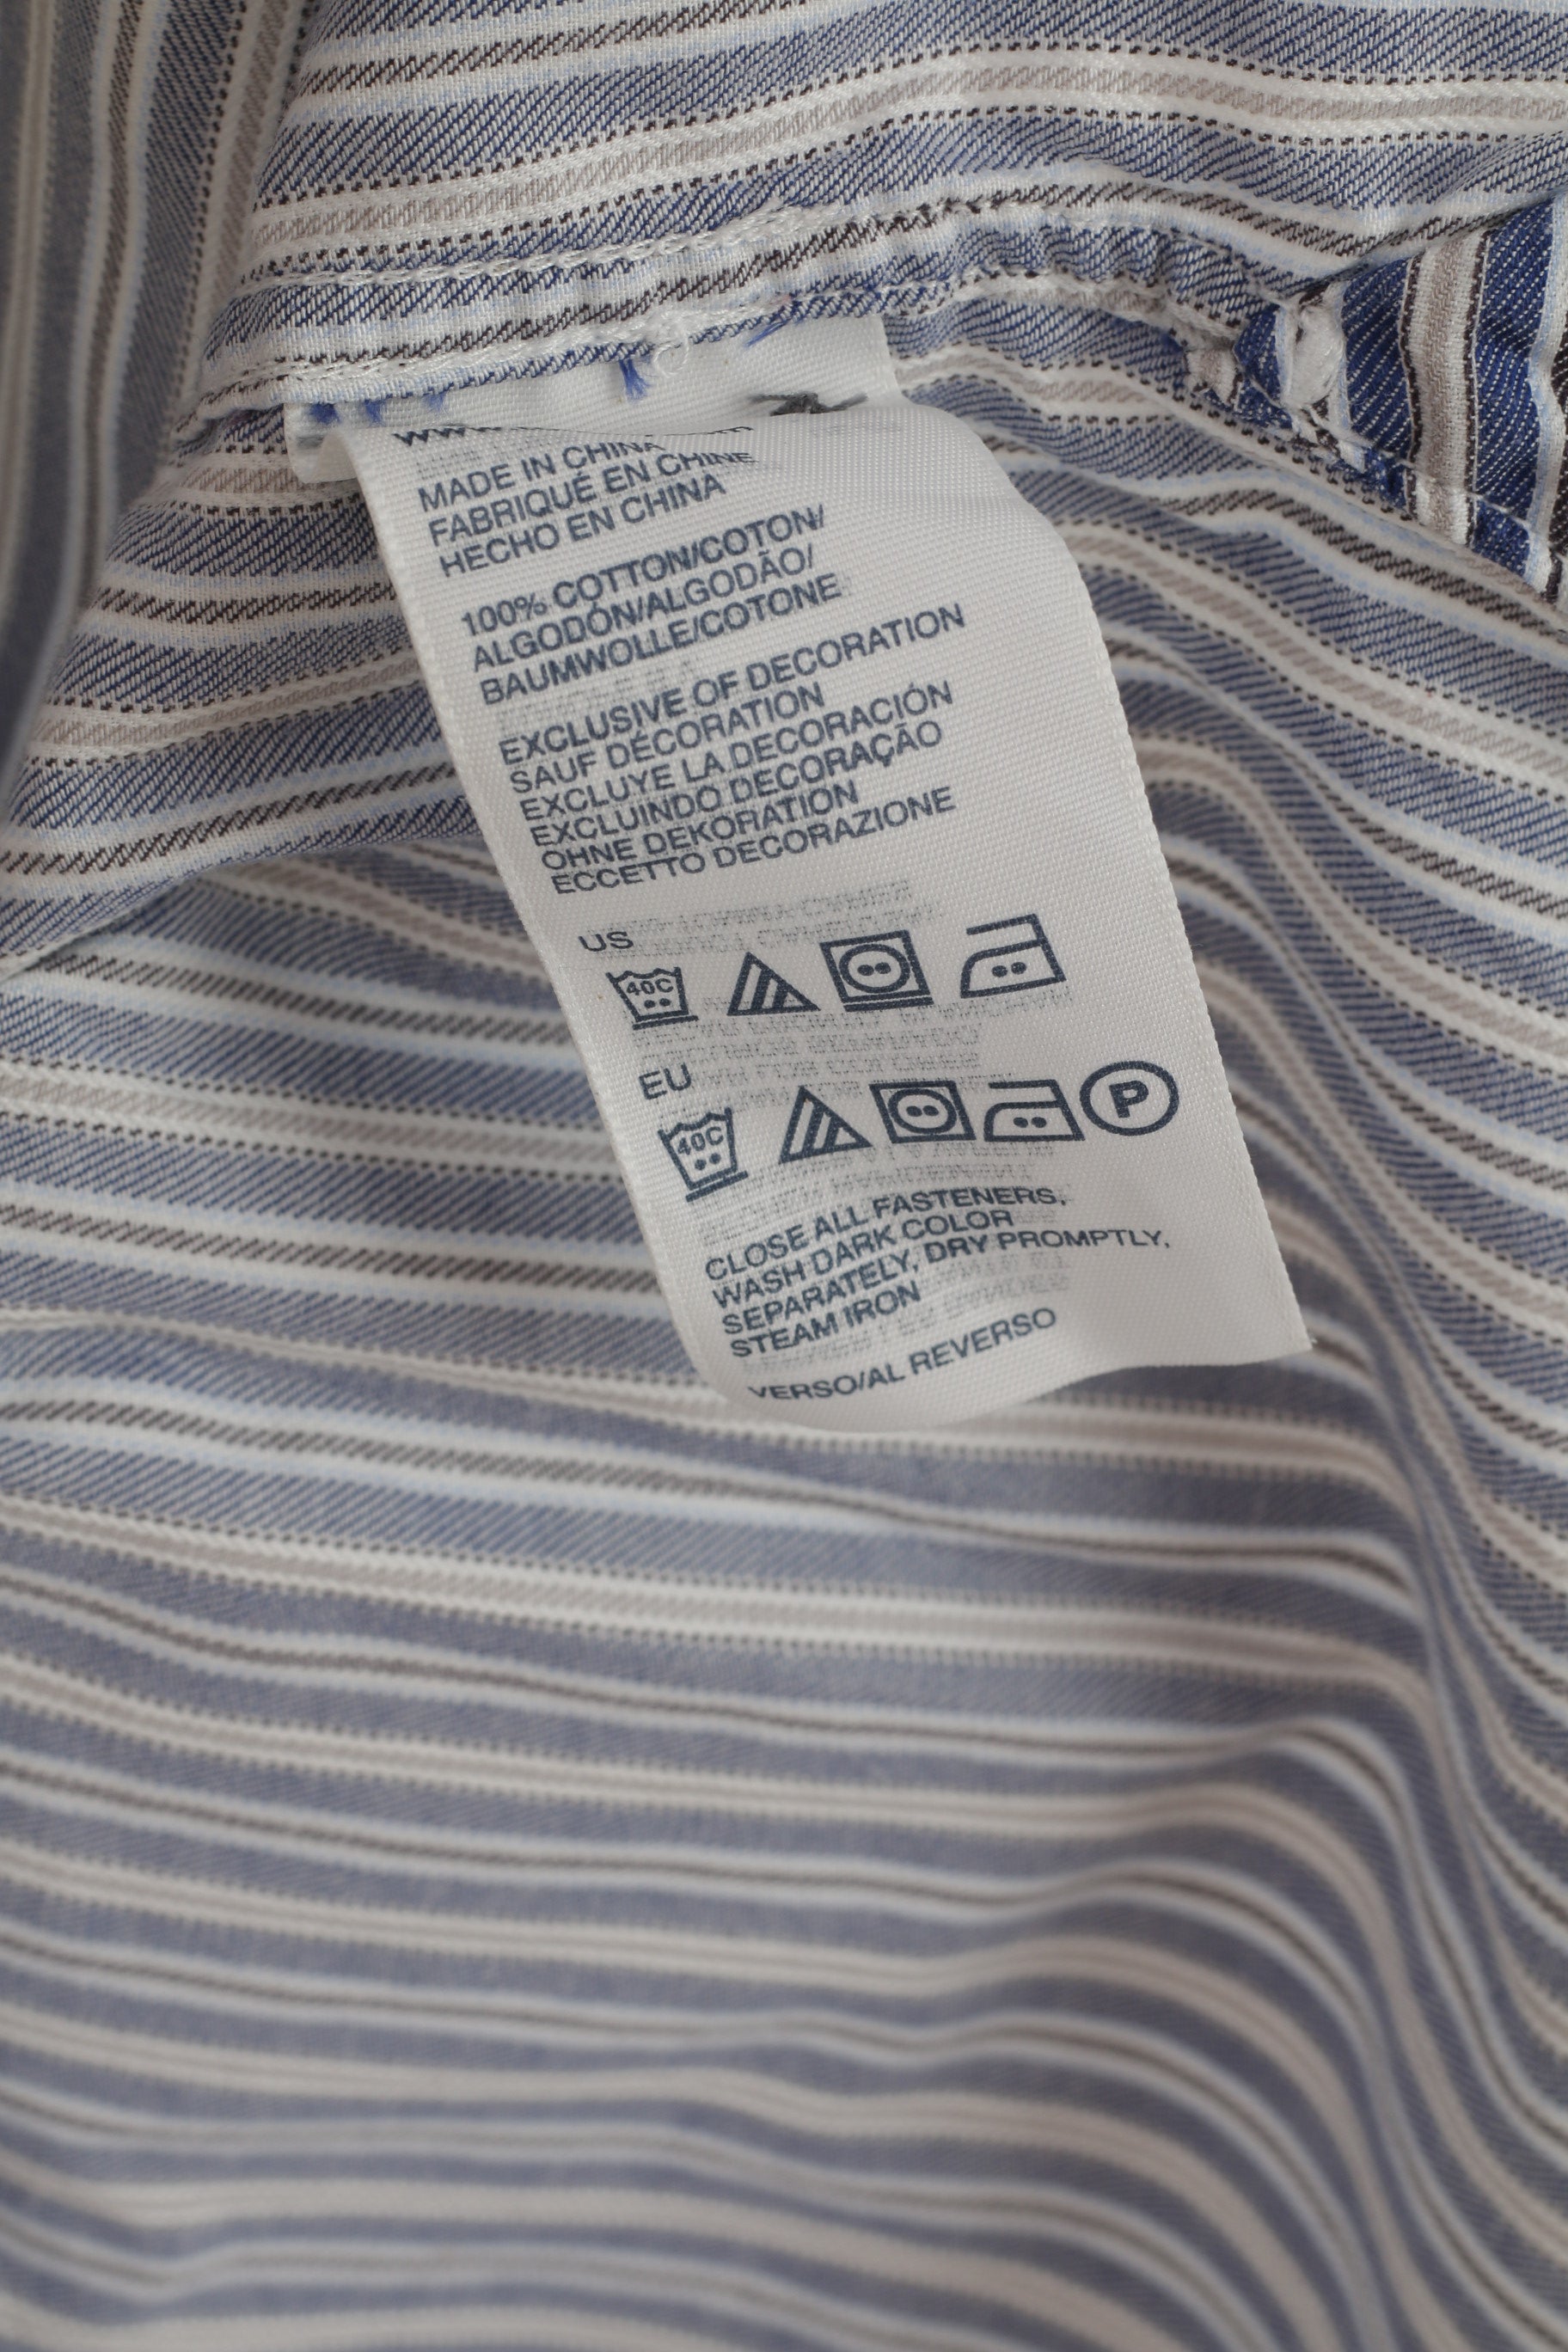 MADE IN CHINA
FABRIQUÉ EN CHINE
HECHO EN CHINA
100% COTTON/COTON/
ALGODÓN/ALGODÃO/
BAUMWOLLE/COTONE
EXCLUSIVE OF DECORATION
SAUF DÉCORATION
EXCLUYE LA DECORACIÓN
EXCLUINDO DECORAÇÃO
OHNE DEKORATION
ECCETTO DECORAZIONE
US
40C
EU
40C P
CLOSE ALL FASTENERS,
WASH DARK COLOR
SEPARATELY, DRY PROMPTLY,
STEAM IRON
VERSO/AL REVERSO